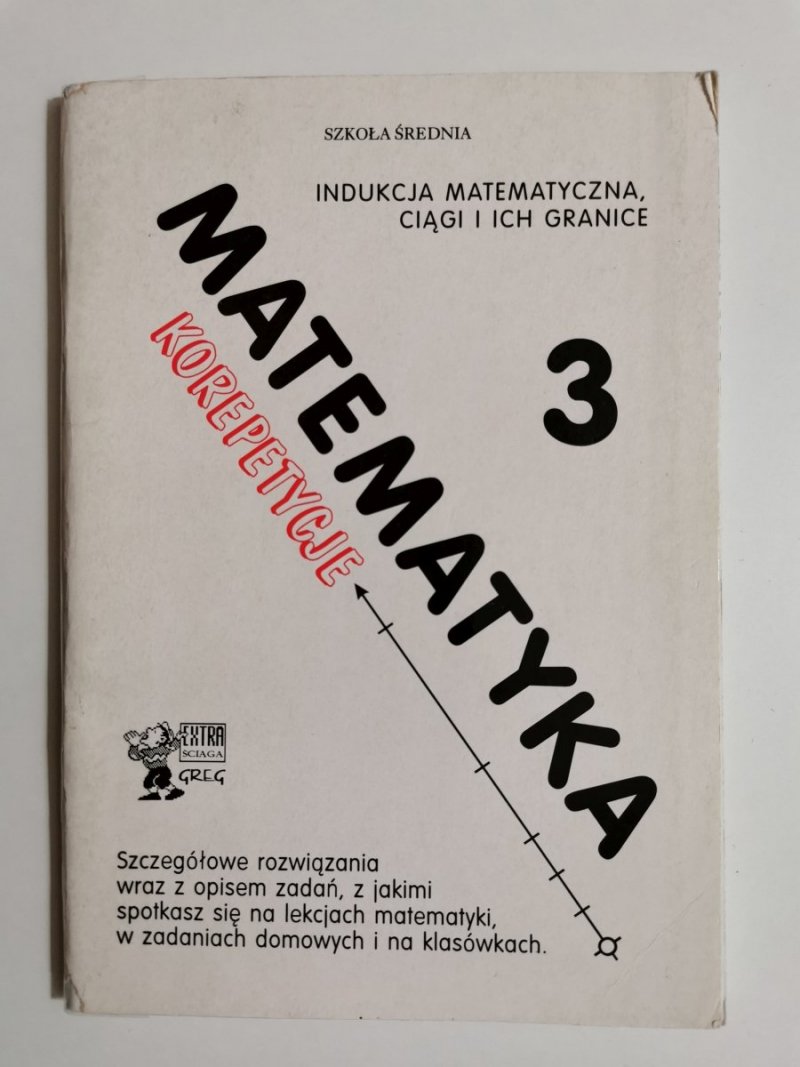 SZKOŁA ŚREDNIA
INDUKCJA MATEMATYCZNA,
CIĄGI I ICH GRANICE
MATEMATYKA
KOREPETYCJE
3
EXTRA
ŚCIAGA
GREG
Szczegółowe rozwiązania
wraz z opisem zadań, z jakimi
spotkasz się na lekcjach matematyki,
w zadaniach domowych i na klasówkach.